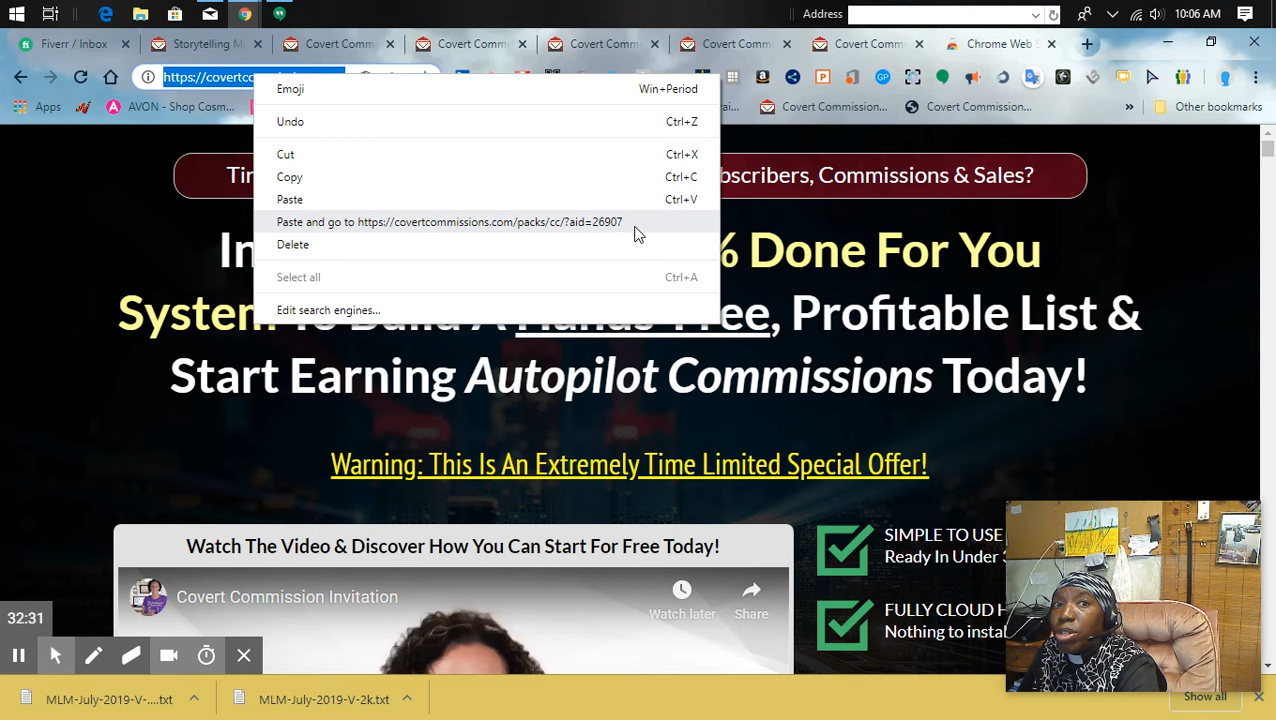 Address
10:06 AM
Fiverr / Inbox
Storytelling M
Covert Comm
Covert Comm
Covert Comm
Covert Comm
Covert Comm
Chrome Web S
https://covertco
Apps
AVON - Shop Cosm...
Covert Commission...
Covert Commission...
Other bookmarks
Emoji Win+Period
Undo Ctrl+Z
Cut Ctrl+X
Copy Ctrl+C
Paste Ctrl+V
Paste and go to https://covertcommissions.com/packs/cc/?aid=26907
Delete
Select all Ctrl+A
Edit search engines...
bscribers, Commissions & Sales?
% Done For You
System To Build A Hands-Free, Profitable List &
Start Earning Autopilot Commissions Today!
Warning: This Is An Extremely Time Limited Special Offer!
Watch The Video & Discover How You Can Start For Free Today!
Covert Commission Invitation
Watch later
Share
SIMPLE TO USE
Ready In Under
FULLY CLOUD H
Nothing to instal
32:31
MLM-July-2019-V-....txt
MLM-July-2019-V-2k.txt
Show all